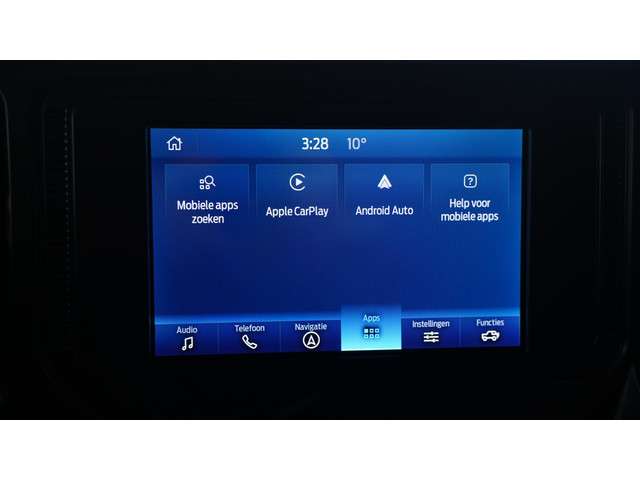 3:28 10°
Mobiele apps
zoeken
Apple CarPlay
Android Auto
Help voor
mobiele apps
Audio
Telefoon
Navigatie
Apps
Instellingen
Functies